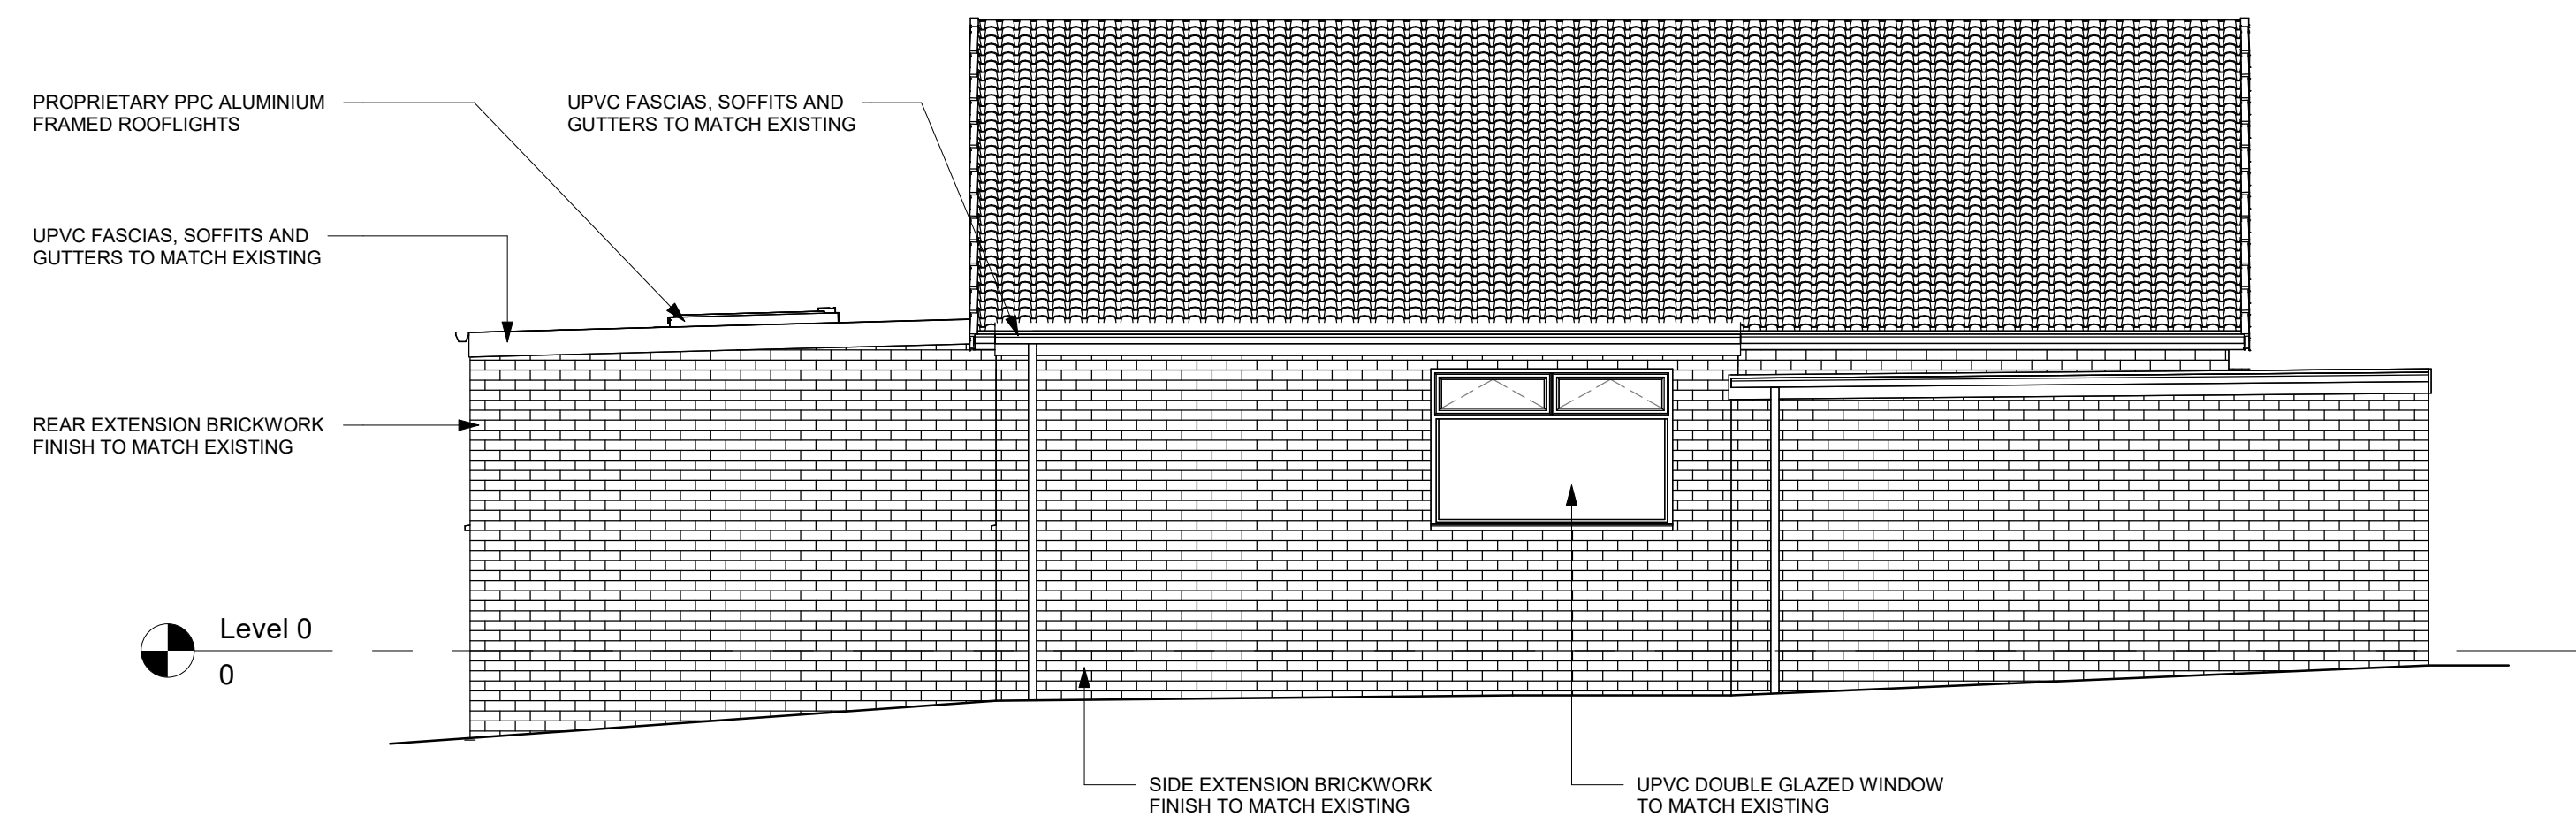 PROPRIETARY PPC ALUMINIUM
FRAMED ROOFLIGHTS
UPVC FASCIAS, SOFFITS AND
GUTTERS TO MATCH EXISTING
UPVC FASCIAS, SOFFITS AND
GUTTERS TO MATCH EXISTING
REAR EXTENSION BRICKWORK
FINISH TO MATCH EXISTING
Level 0
0
SIDE EXTENSION BRICKWORK
FINISH TO MATCH EXISTING
UPVC DOUBLE GLAZED WINDOW
TO MATCH EXISTING